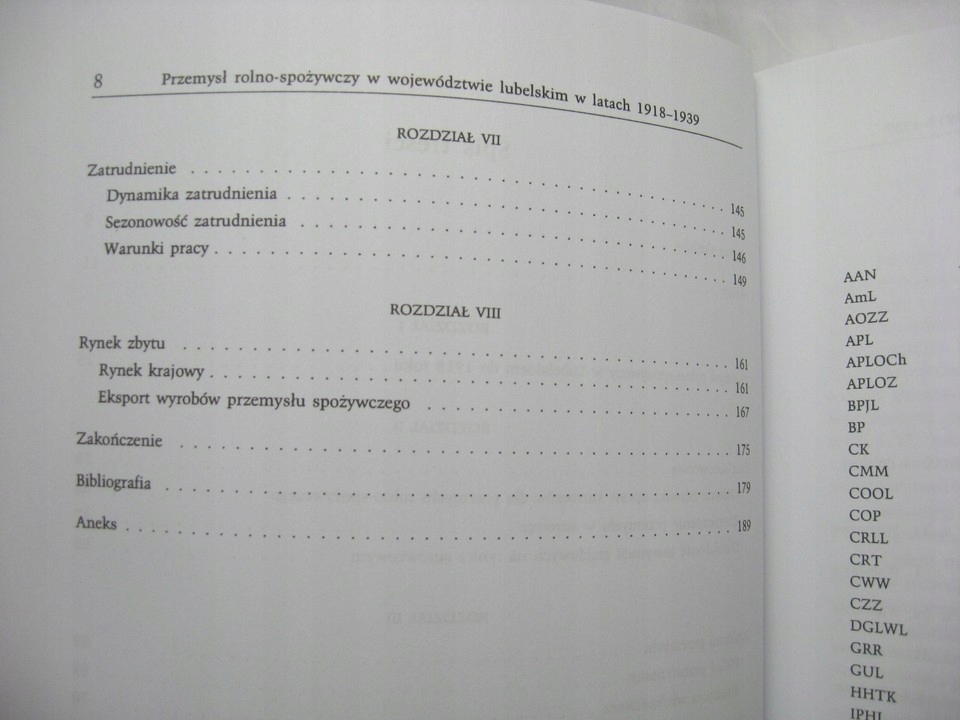 8 Przemysł rolno-spożywczy w województwie lubelskim w latach 1918–1939
ROZDZIAŁ VII
Zatrudnienie . . . . . . . . . . . . . . . . . . . . 145
Dynamika zatrudnienia . . . . . . . . . . . . . . . . . . . . 145
Sezonowość zatrudnienia . . . . . . . . . . . . . . . . . . . . 146
Warunki pracy . . . . . . . . . . . . . . . . . . . . 149
ROZDZIAŁ VIII
Rynek zbytu . . . . . . . . . . . . . . . . . . . . 161
Rynek krajowy . . . . . . . . . . . . . . . . . . . . 161
Eksport wyrobów przemysłu spożywczego . . . . . . . . . . . . . . . . . . . . 167
Zakończenie . . . . . . . . . . . . . . . . . . . . 175
Bibliografia . . . . . . . . . . . . . . . . . . . . 179
Aneks . . . . . . . . . . . . . . . . . . . . 189
AAN
AmL
AOZZ
APL
APLOCh
APLOZ
BPJL
BP
CK
CMM
COOL
COP
CRLL
CRT
CWW
CZZ
DGLWL
GRR
GUL
HHTK